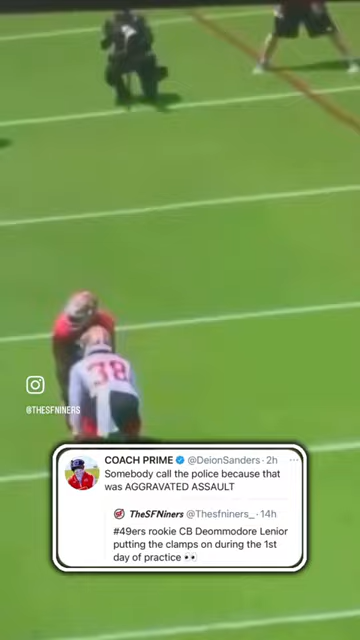 38
@THESFNINERS
COACH PRIME @DeionSanders · 2h
Somebody call the police because that
was AGGRAVATED ASSAULT
TheSFNiners @Thesfniners_ · 14h
#49ers rookie CB Deommodore Lenior
putting the clamps on during the 1st
day of practice 👀